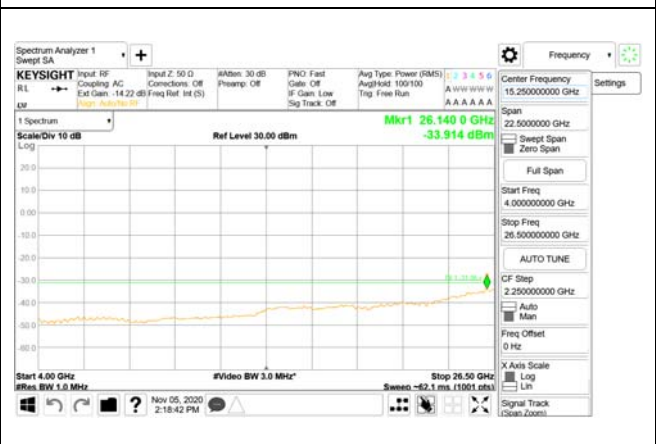 Spectrum Analyzer 1
Swept SA
Frequency
KEYSIGHT
RL
Input: RF
Coupling: AC
Ext Gain: -14.22 dB
Align: Auto/No RF
Input Z: 50 Ω
Corrections: Off
Freq Ref: Int (S)
#Atten: 30 dB
Preamp: Off
PNO: Fast
Gate: Off
IF Gain: Low
Sig Track: Off
Avg Type: Power (RMS)
Avg|Hold: 100/100
Trig: Free Run
1 2 3 4 5 6
A W W W W W
A A A A A A
Settings
1 Spectrum
Scale/Div 10 dB
Log
Ref Level 30.00 dBm
Mkr1 26.140 0 GHz
-33.914 dBm
20.0
10.0
0.00
-10.0
-20.0
-30.0
-40.0
-50.0
-60.0
Start 4.00 GHz
#Res BW 1.0 MHz
#Video BW 3.0 MHz*
Stop 26.50 GHz
Sweep ~62.1 ms (1001 pts)
Center Frequency
15.250000000 GHz
Span
22.5000000 GHz
Swept Span
Zero Span
Full Span
Start Freq
4.000000000 GHz
Stop Freq
26.500000000 GHz
AUTO TUNE
CF Step
2.250000000 GHz
Auto
Man
Freq Offset
0 Hz
X Axis Scale
Log
Lin
Signal Track
(Span Zoom)
?
Nov 05, 2020
2:18:42 PM